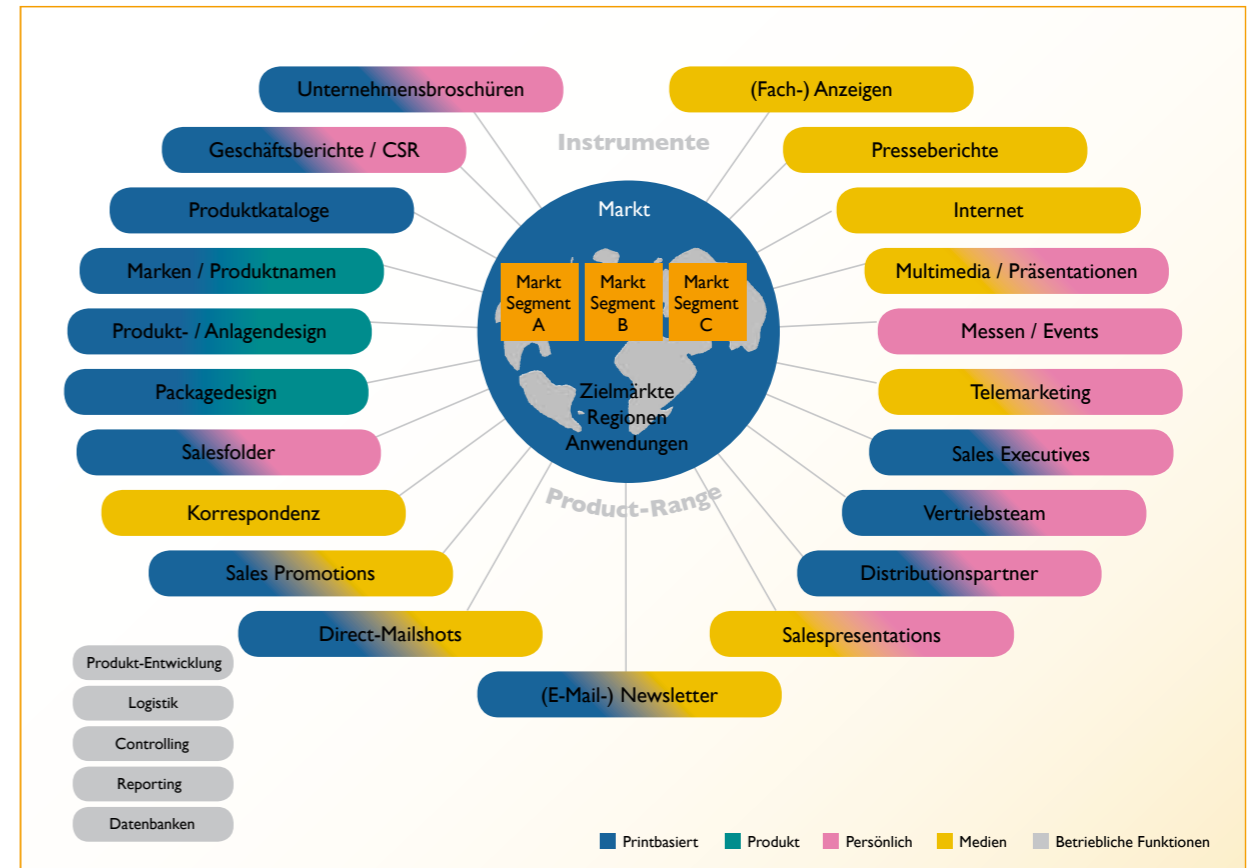 Unternehmensbroschüren
(Fach-) Anzeigen
Instrumente
Geschäftsberichte / CSR
Presseberichte
Produktkataloge
Markt
Internet
Marken / Produktnamen
Multimedia / Präsentationen
Markt
Segment
A
Markt
Segment
B
Markt
Segment
C
Produkt- / Anlagendesign
Messen / Events
Packagedesign
Zielmärkte
Regionen
Anwendungen
Telemarketing
Salesfolder
Sales Executives
Product-Range
Korrespondenz
Vertriebsteam
Sales Promotions
Distributionspartner
Direct-Mailshots
Salespresentations
(E-Mail-) Newsletter
Produkt-Entwicklung
Logistik
Controlling
Reporting
Datenbanken
Printbasiert
Produkt
Persönlich
Medien
Betriebliche Funktionen